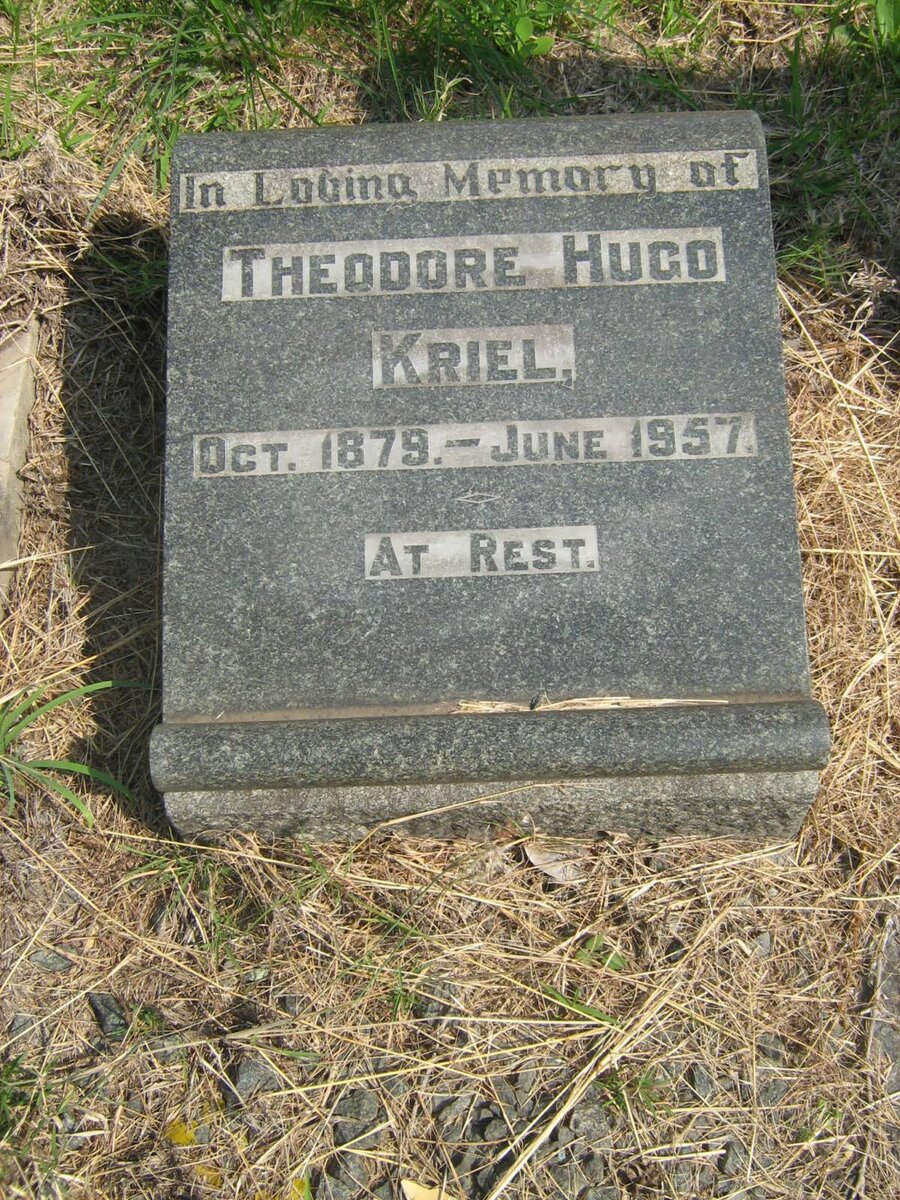 In Loving Memory of
THEODORE HUGO
KRIEL,
OCT. 1879.—JUNE 1957.
AT REST.